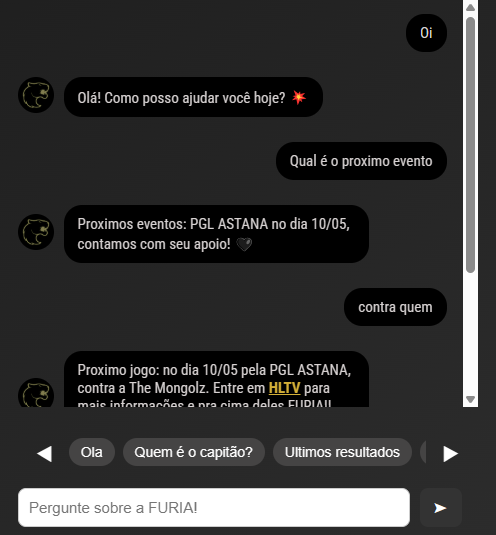 Oi
Olá! Como posso ajudar você hoje? 💥
Qual é o proximo evento
Proximos eventos: PGL ASTANA no dia 10/05,
contamos com seu apoio! 🖤
contra quem
Proximo jogo: no dia 10/05 pela PGL ASTANA,
contra a The Mongolz. Entre em HLTV para
mais informações e pra cima deles FURIA!!
◀ Ola Quem é o capitão? Ultimos resultados ▶
Pergunte sobre a FURIA! ➤